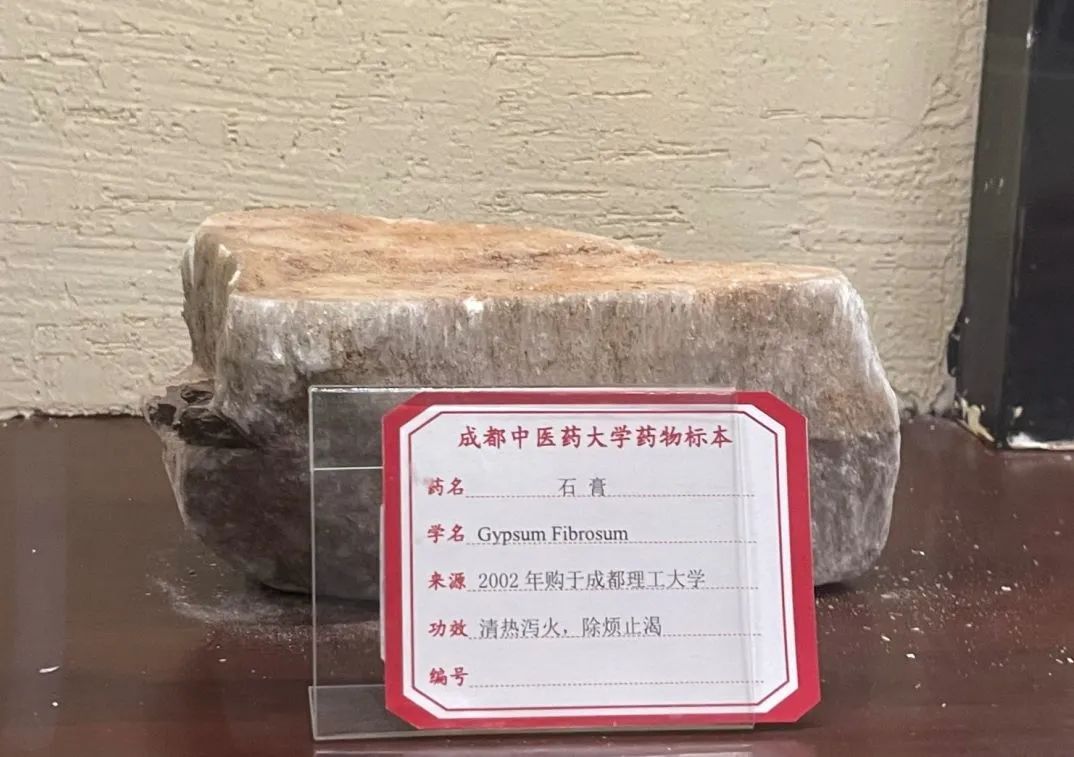 成都中医药大学药物标本
药名 石 膏
学名 Gypsum Fibrosum
来源 2002 年购于成都理工大学
功效 清热泻火，除烦止渴
编号